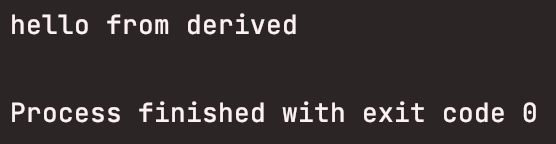 hello from derived
Process finished with exit code 0